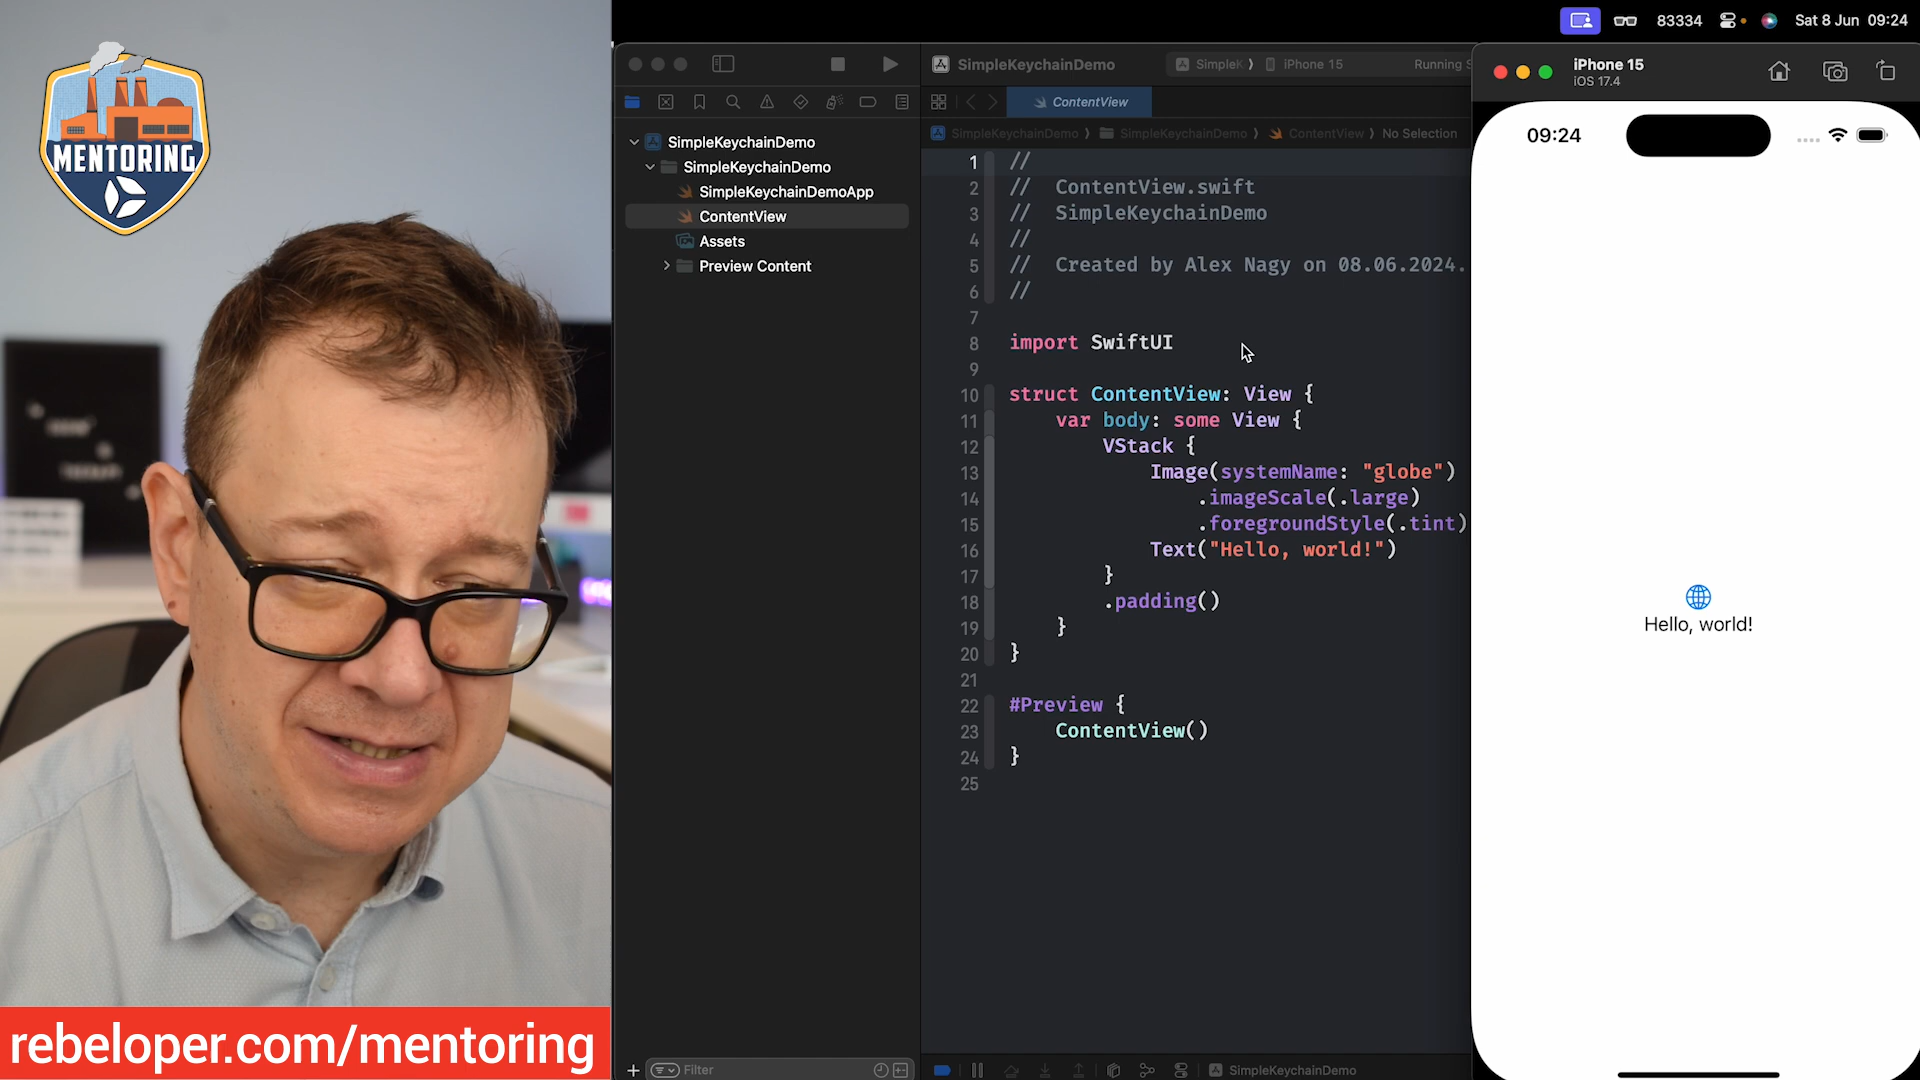 83334
Sat 8 Jun 09:24
MENTORING
SimpleKeychainDemo
iPhone 15
Running
iPhone 15
iOS 17.4
ContentView
SimpleKeychainDemo
SimpleKeychainDemo
ContentView
No Selection
09:24
SimpleKeychainDemo
SimpleKeychainDemo
SimpleKeychainDemoApp
ContentView
Assets
Preview Content
1 //
2 // ContentView.swift
3 // SimpleKeychainDemo
4 //
5 // Created by Alex Nagy on 08.06.2024.
6 //
7
8 import SwiftUI
9
10 struct ContentView: View {
11 var body: some View {
12 VStack {
13 Image(systemName: "globe")
14 .imageScale(.large)
15 .foregroundStyle(.tint)
16 Text("Hello, world!")
17 }
18 .padding()
19 }
20 }
21
22 #Preview {
23 ContentView()
24 }
25
Hello, world!
rebeloper.com/mentoring
Filter
SimpleKeychainDemo